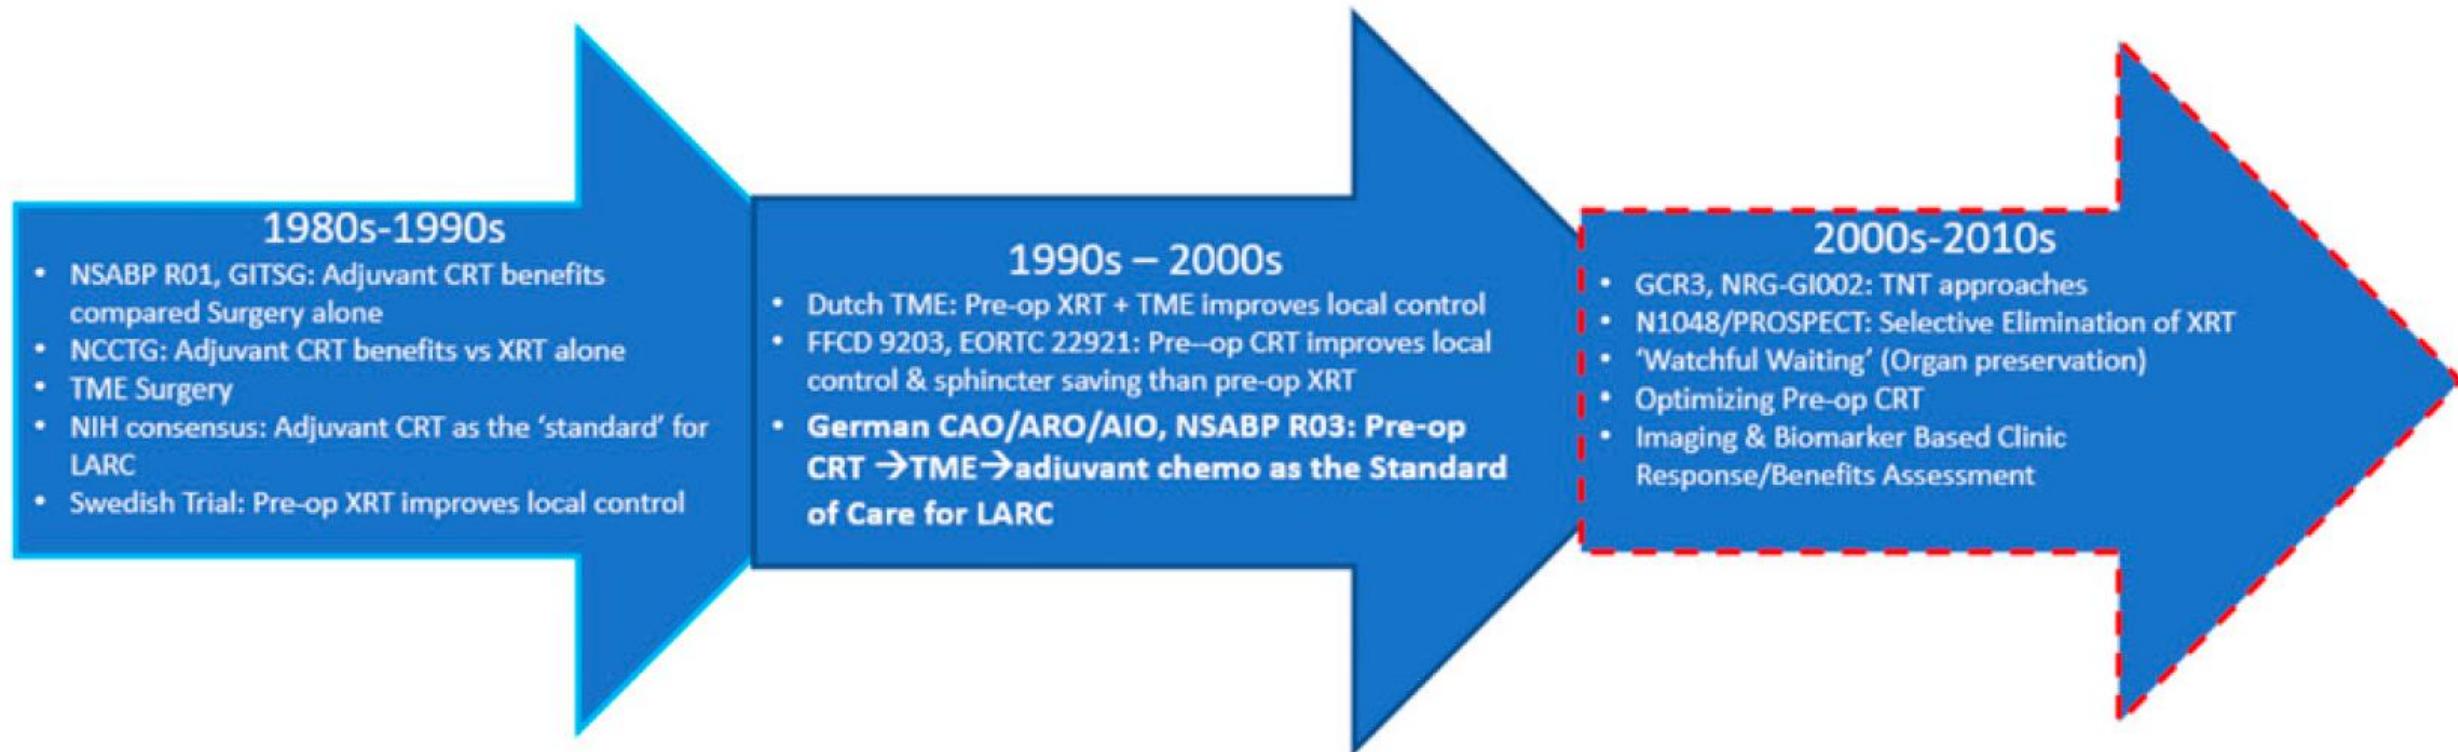 1980s-1990s
• NSABP R01, GITSG: Adjuvant CRT benefits
compared Surgery alone
• NCCTG: Adjuvant CRT benefits vs XRT alone
• TME Surgery
• NIH consensus: Adjuvant CRT as the ‘standard’ for
LARC
• Swedish Trial: Pre-op XRT improves local control
1990s – 2000s
• Dutch TME: Pre-op XRT + TME improves local control
• FFCD 9203, EORTC 22921: Pre--op CRT improves local
control & sphincter saving than pre-op XRT
• German CAO/ARO/AIO, NSABP R03: Pre-op
CRT →TME→adjuvant chemo as the Standard
of Care for LARC
2000s-2010s
• GCR3, NRG-GI002: TNT approaches
• N1048/PROSPECT: Selective Elimination of XRT
• ‘Watchful Waiting’ (Organ preservation)
• Optimizing Pre-op CRT
• Imaging & Biomarker Based Clinic
Response/Benefits Assessment